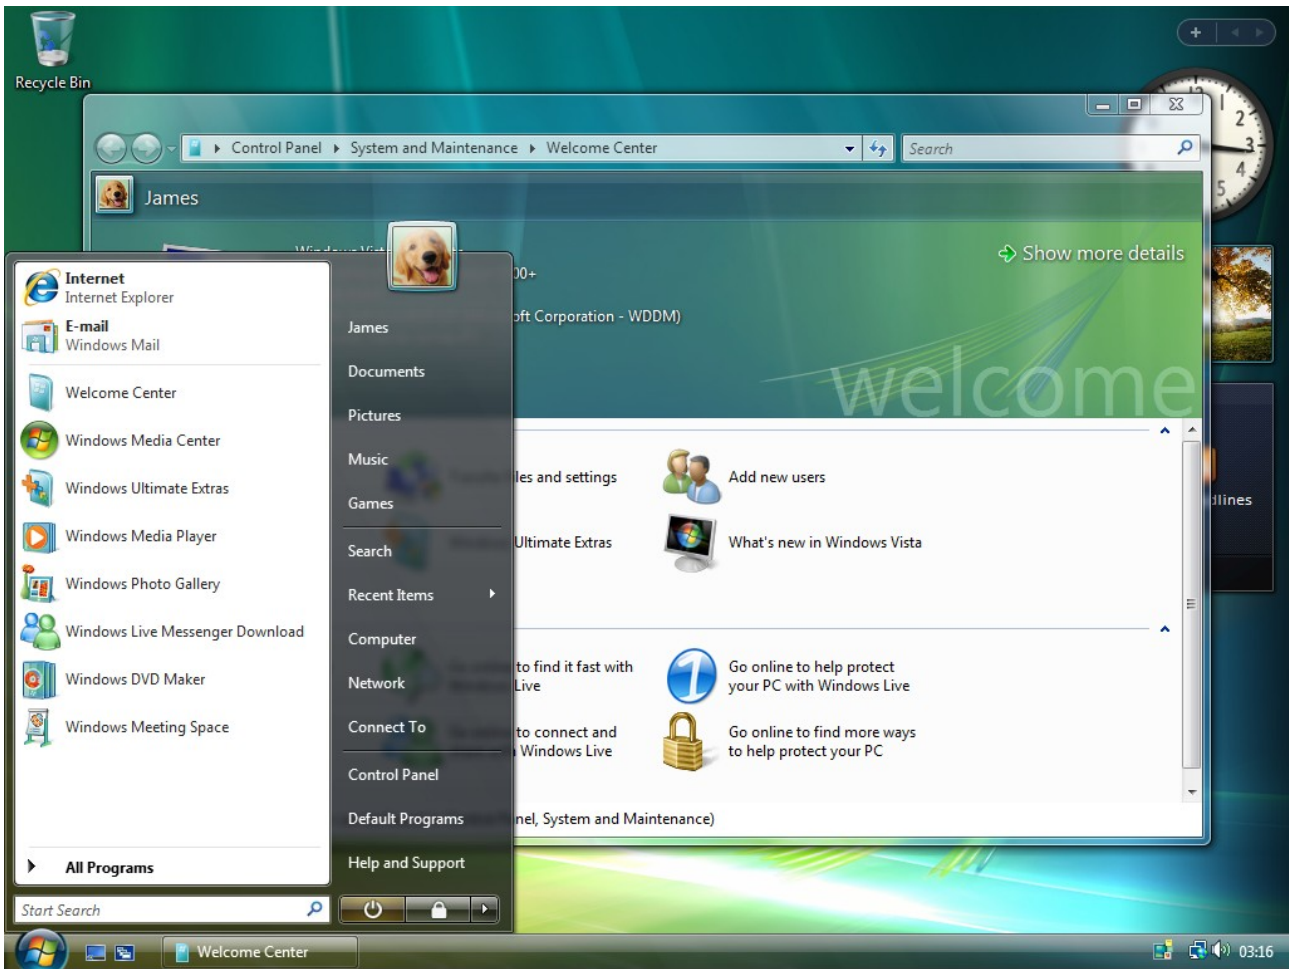 Recycle Bin
12
1
2
3
4
5
Control Panel
System and Maintenance
Welcome Center
Search
James
Show more details
00+
oft Corporation - WDDM)
welcome
Internet
Internet Explorer
E-mail
Windows Mail
Welcome Center
Windows Media Center
Windows Ultimate Extras
Windows Media Player
Windows Photo Gallery
Windows Live Messenger Download
Windows DVD Maker
Windows Meeting Space
All Programs
Start Search
James
Documents
Pictures
Music
Games
Search
Recent Items
Computer
Network
Connect To
Control Panel
Default Programs
Help and Support
les and settings
Add new users
Ultimate Extras
What's new in Windows Vista
to find it fast with
Live
Go online to help protect
your PC with Windows Live
to connect and
Windows Live
Go online to find more ways
to help protect your PC
nel, System and Maintenance)
dlines
Welcome Center
03:16